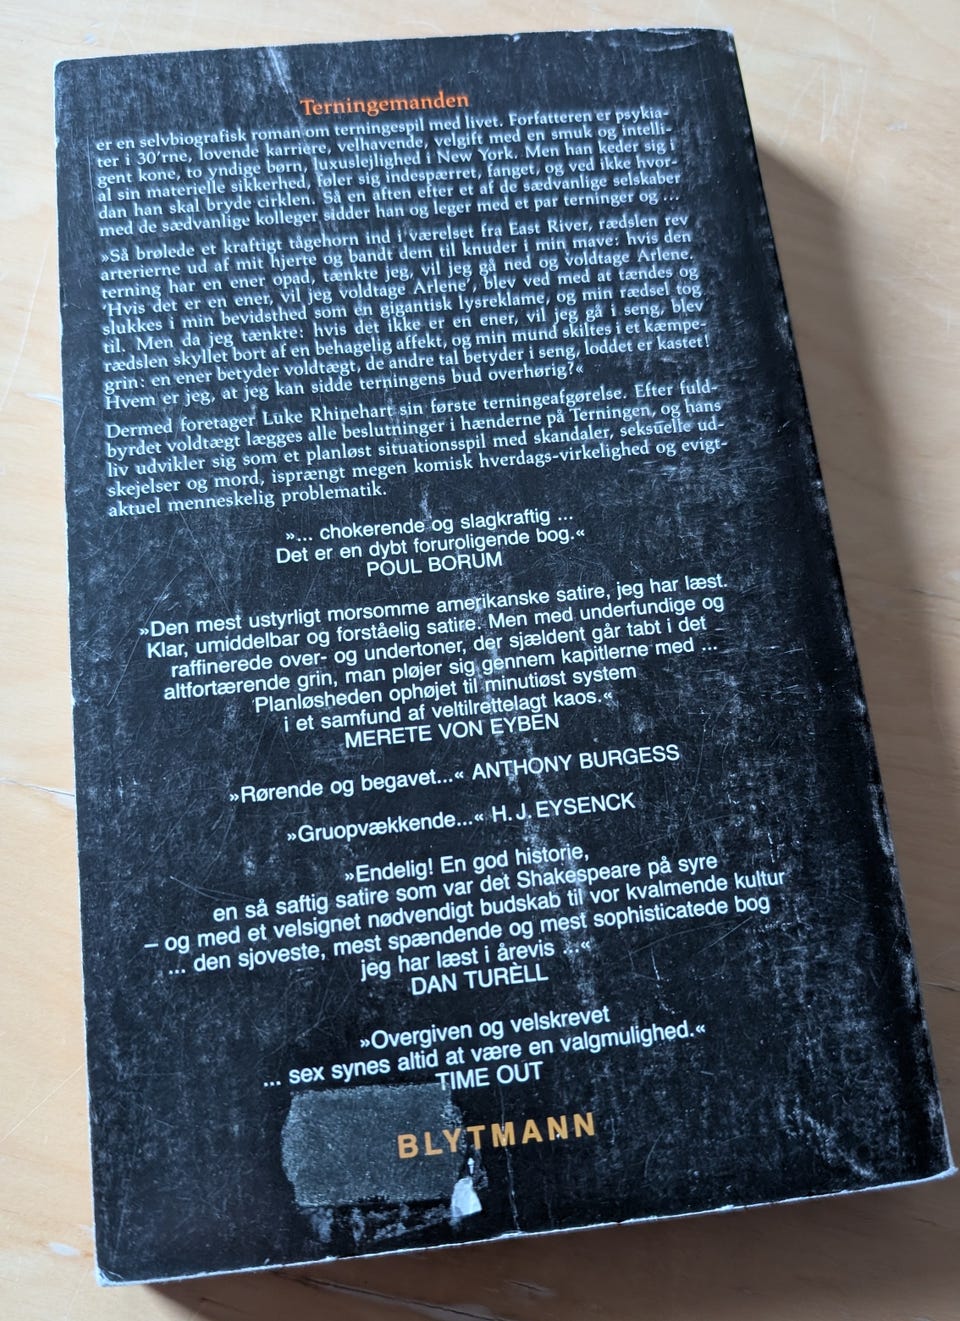 Terningemanden
er en selvbiografisk roman om terningespil med livet. Forfatteren er psykia-
ter i 30'rne, lovende karriere, velhavende, velgift med en smuk og intelli-
gent kone, to yndige børn, luxuslejlighed i New York. Men han keder sig i
al sin materielle sikkerhed, føler sig indespærret, fanget, og ved ikke hvor-
dan han skal bryde cirklen. Så en aften efter et af de sædvanlige selskaber
med de sædvanlige kolleger sidder han og leger med et par terninger og ...
»Så brølede et kraftigt tågehorn ind i værelset fra East River, rædslen rev
arterierne ud af mit hjerte og bandt dem til knuder i min mave: hvis den
terning har en ener opad, tænkte jeg, vil jeg gå ned og voldtage Arlene.
'Hvis det er en ener, vil jeg voldtage Arlene', blev ved med at tændes og
slukkes i min bevidsthed som en gigantisk lysreklame, og min rædsel tog
til. Men da jeg tænkte: hvis det ikke er en ener, vil jeg gå i seng, blev
rædslen skyllet bort af en behagelig affekt, og min mund skiltes i et kæmpe-
grin: en ener betyder voldtægt, de andre tal betyder i seng, loddet er kastet!
Hvem er jeg, at jeg kan sidde terningens bud overhørig?«
Dermed foretager Luke Rhinehart sin første terningeafgørelse. Efter fuld-
byrdet voldtægt lægges alle beslutninger i hænderne på Terningen, og hans
liv udvikler sig som et planløst situationsspil med skandaler, seksuelle ud-
skejelser og mord, isprængt megen komisk hverdags-virkelighed og evigt-
aktuel menneskelig problematik.
»... chokerende og slagkraftig ...
Det er en dybt foruroligende bog.«
POUL BORUM
»Den mest ustyrligt morsomme amerikanske satire, jeg har læst.
Klar, umiddelbar og forståelig satire. Men med underfundige og
raffinerede over- og undertoner, der sjældent går tabt i det
altfortærende grin, man pløjer sig gennem kapitlerne med ...
Planløsheden ophøjet til minutiøst system
i et samfund af veltilrettelagt kaos.«
MERETE VON EYBEN
»Rørende og begavet...« ANTHONY BURGESS
»Gruopvækkende...« H. J. EYSENCK
»Endelig! En god historie,
en så saftig satire som var det Shakespeare på syre
– og med et velsignet nødvendigt budskab til vor kvalmende kultur
... den sjoveste, mest spændende og mest sophisticatede bog
jeg har læst i årevis ...«
DAN TURÈLL
»Overgiven og velskrevet
... sex synes altid at være en valgmulighed.«
TIME OUT
BLYTMANN